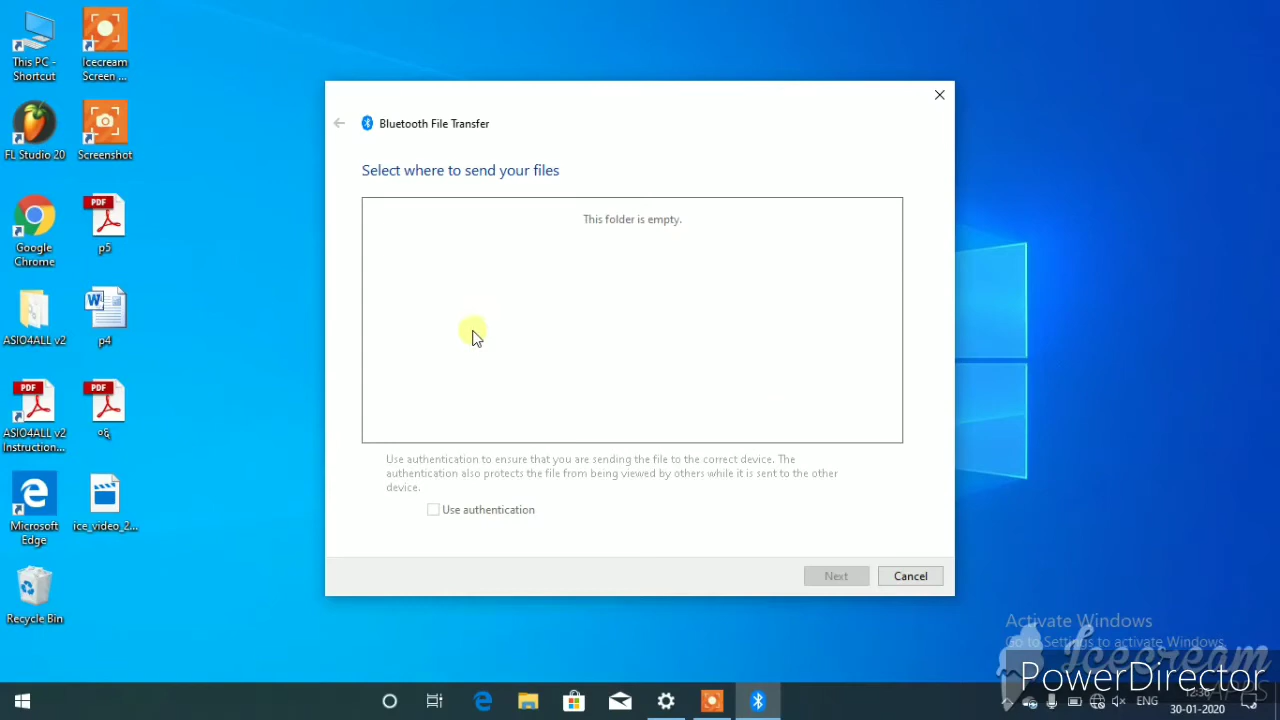 This PC -
Shortcut
Icecream
Screen ...
FL Studio 20
Screenshot
Google
Chrome
PDF
p5
ASIO4ALL v2
W
p4
PDF
ASIO4ALL v2
Instruction...
PDF
Microsoft
Edge
ice_video_2...
Recycle Bin
Bluetooth File Transfer
Select where to send your files
This folder is empty.
Use authentication to ensure that you are sending the file to the correct device. The
authentication also protects the file from being viewed by others while it is sent to the other
device.
Use authentication
Next
Cancel
Activate Windows
Go to Settings to activate Windows.
Icecream
PowerDirector
ENG
30-01-2020